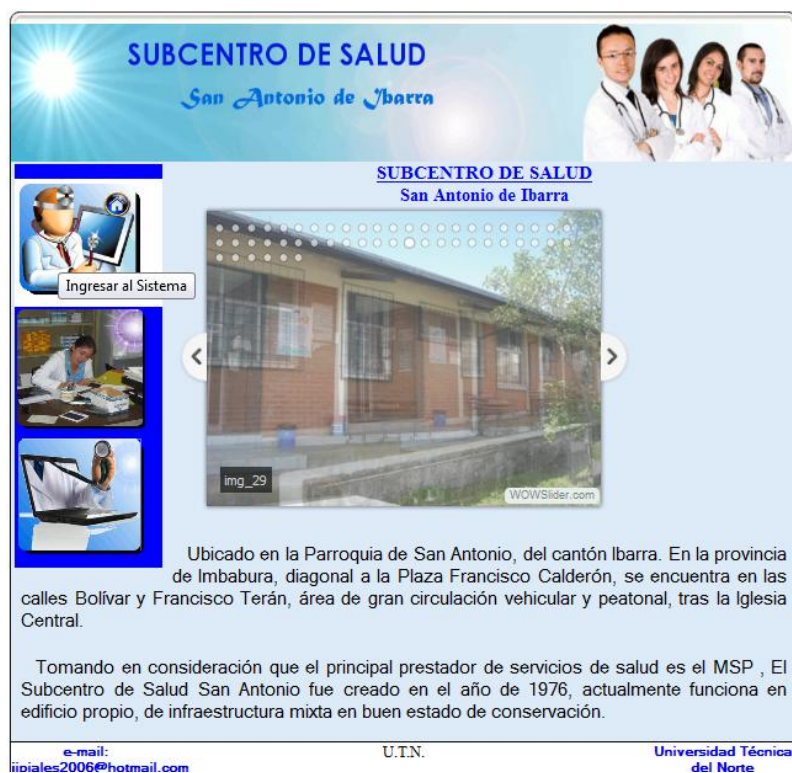 SUBCENTRO DE SALUD
San Antonio de Ibarra
SUBCENTRO DE SALUD
San Antonio de Ibarra
Ingresar al Sistema
img_29
WOWSlider.com
Ubicado en la Parroquia de San Antonio, del cantón Ibarra. En la provincia
de Imbabura, diagonal a la Plaza Francisco Calderón, se encuentra en las
calles Bolívar y Francisco Terán, área de gran circulación vehicular y peatonal, tras la Iglesia
Central.
Tomando en consideración que el principal prestador de servicios de salud es el MSP , El
Subcentro de Salud San Antonio fue creado en el año de 1976, actualmente funciona en
edificio propio, de infraestructura mixta en buen estado de conservación.
e-mail:
jipiales2006@hotmail.com
U.T.N.
Universidad Técnica
del Norte